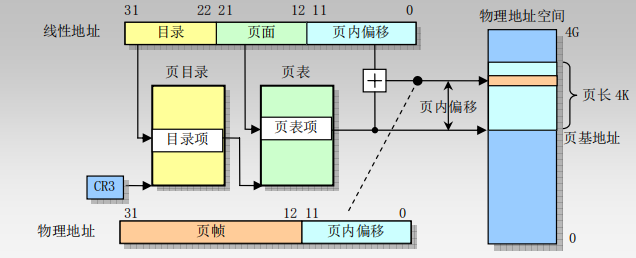 31 22 21 12 11 0
线性地址 目录 页面 页内偏移
物理地址空间
4G
页目录 页表
页长 4K
页内偏移
目录项 页表项
页基地址
CR3
31 12 11 0
物理地址 页帧 页内偏移
0